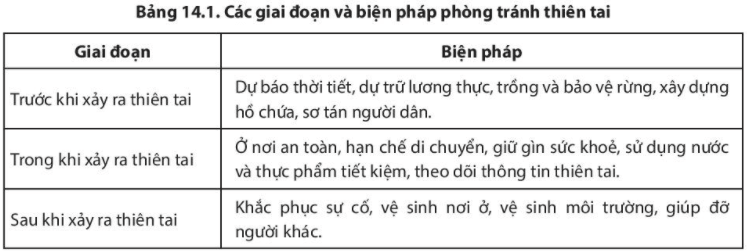 Bảng 14.1. Các giai đoạn và biện pháp phòng tránh thiên tai
Giai đoạn
Biện pháp
Trước khi xảy ra thiên tai
Dự báo thời tiết, dự trữ lương thực, trồng và bảo vệ rừng, xây dựng
hồ chứa, sơ tán người dân.
Trong khi xảy ra thiên tai
Ở nơi an toàn, hạn chế di chuyển, giữ gìn sức khoẻ, sử dụng nước
và thực phẩm tiết kiệm, theo dõi thông tin thiên tai.
Sau khi xảy ra thiên tai
Khắc phục sự cố, vệ sinh nơi ở, vệ sinh môi trường, giúp đỡ
người khác.